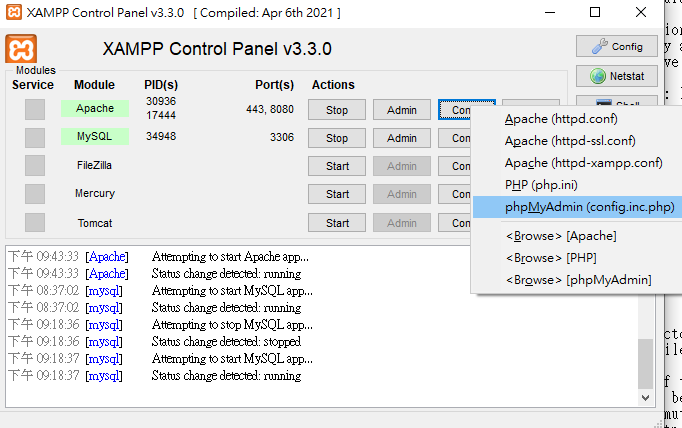 XAMPP Control Panel v3.3.0 [ Compiled: Apr 6th 2021 ]
XAMPP Control Panel v3.3.0
Config
Netstat
Shell
Modules
Service Module PID(s) Port(s) Actions
Apache 30936 17444 443, 8080 Stop Admin
MySQL 34948 3306 Stop Admin
FileZilla Start Admin
Mercury Start Admin
Tomcat Start Admin
Apache (httpd.conf)
Apache (httpd-ssl.conf)
Apache (httpd-xampp.conf)
PHP (php.ini)
phpMyAdmin (config.inc.php)
<Browse> [Apache]
<Browse> [PHP]
<Browse> [phpMyAdmin]
下午 09:43:33 [Apache] Attempting to start Apache app...
下午 09:43:33 [Apache] Status change detected: running
下午 08:37:02 [mysql] Attempting to start MySQL app...
下午 08:37:02 [mysql] Status change detected: running
下午 09:18:36 [mysql] Attempting to stop MySQL app...
下午 09:18:36 [mysql] Status change detected: stopped
下午 09:18:37 [mysql] Attempting to start MySQL app...
下午 09:18:37 [mysql] Status change detected: running